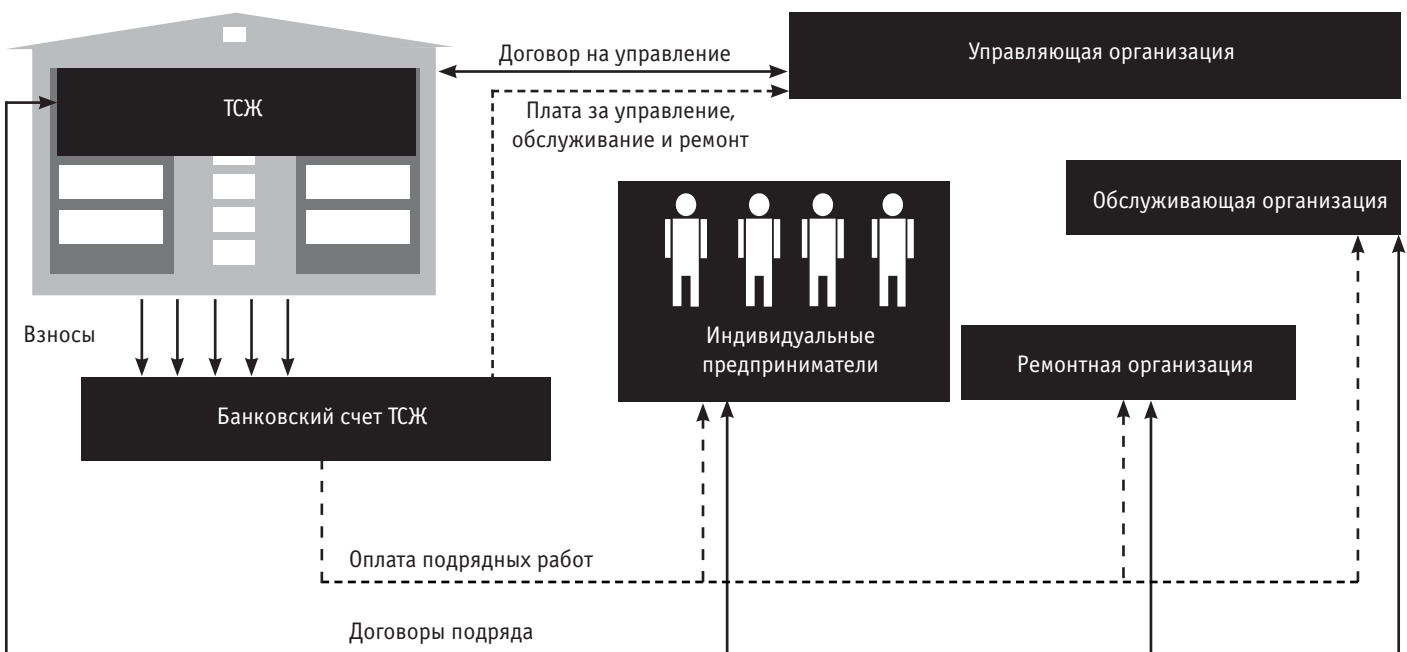 Договор на управление
Управляющая организация
ТСЖ
Плата за управление,
обслуживание и ремонт
Обслуживающая организация
Взносы
Индивидуальные
предприниматели
Ремонтная организация
Банковский счет ТСЖ
Оплата подрядных работ
Договоры подряда